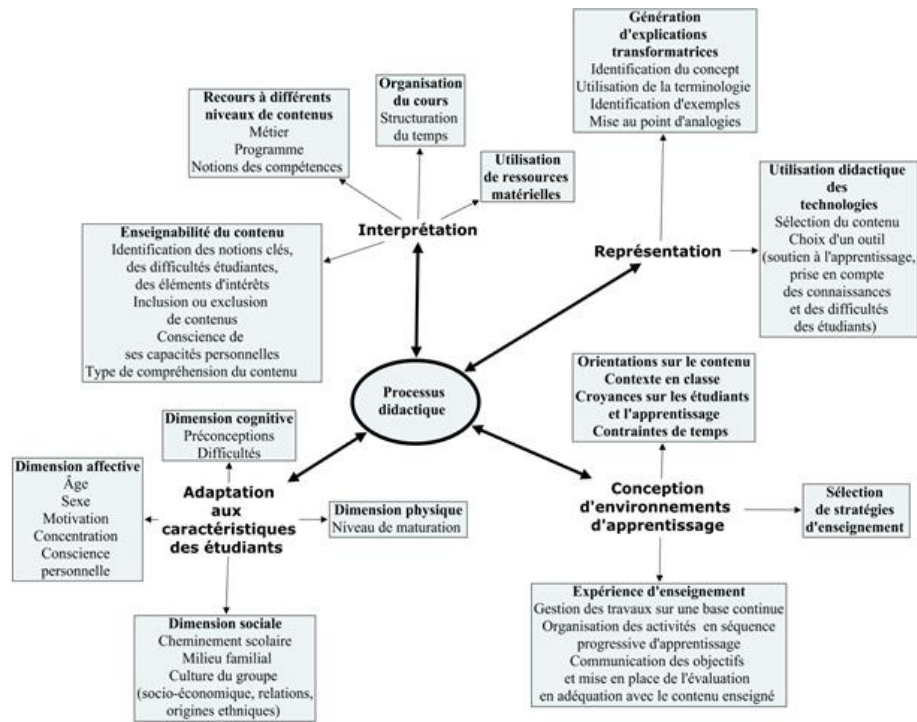 Génération
d'explications
transformatrices
Identification du concept
Utilisation de la terminologie
Identification d'exemples
Mise au point d'analogies
Organisation
du cours
Structuration
du temps
Recours à différents
niveaux de contenus
Métier
Programme
Notions des compétences
Utilisation
de ressources
matérielles
Utilisation didactique
des
technologies
Sélection du contenu
Choix d'un outil
(soutien à l'apprentissage,
prise en compte
des connaissances
et des difficultés
des étudiants)
Interprétation
Représentation
Enseignabilité du contenu
Identification des notions clés,
des difficultés étudiantes,
des éléments d'intérêts
Inclusion ou exclusion
de contenus
Conscience de
ses capacités personnelles
Type de compréhension du contenu
Processus
didactique
Orientations sur le contenu
Contexte en classe
Croyances sur les étudiants
et l'apprentissage
Contraintes de temps
Dimension cognitive
Préconceptions
Difficultés
Dimension affective
Âge
Sexe
Motivation
Concentration
Conscience
personnelle
Adaptation
aux
caractéristiques
des étudiants
Dimension physique
Niveau de maturation
Conception
d'environnements
d'apprentissage
Sélection
de stratégies
d'enseignement
Dimension sociale
Cheminement scolaire
Milieu familial
Culture du groupe
(socio-économique, relations,
origines ethniques)
Expérience d'enseignement
Gestion des travaux sur une base continue
Organisation des activités en séquence
progressive d'apprentissage
Communication des objectifs
et mise en place de l'évaluation
en adéquation avec le contenu enseigné